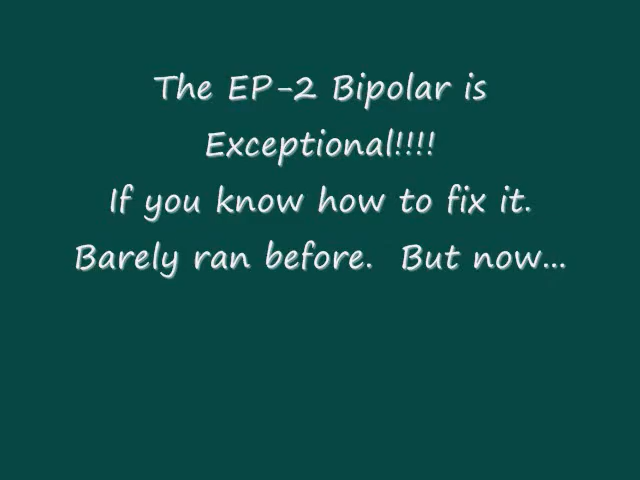 The EP-2 Bipolar is
Exceptional!!!!
If you know how to fix it.
Barely ran before.  But now...